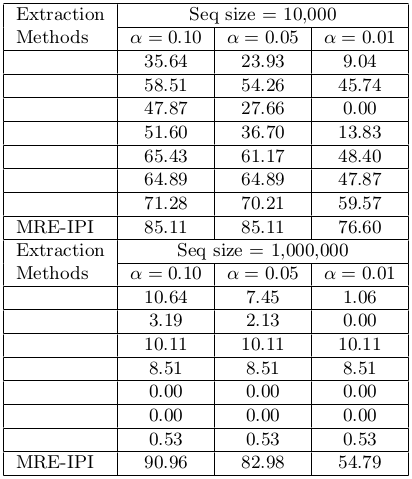 Extraction Seq size = 10,000
Methods α = 0.10 α = 0.05 α = 0.01
35.64 23.93 9.04
58.51 54.26 45.74
47.87 27.66 0.00
51.60 36.70 13.83
65.43 61.17 48.40
64.89 64.89 47.87
71.28 70.21 59.57
MRE-IPI 85.11 85.11 76.60
Extraction Seq size = 1,000,000
Methods α = 0.10 α = 0.05 α = 0.01
10.64 7.45 1.06
3.19 2.13 0.00
10.11 10.11 10.11
8.51 8.51 8.51
0.00 0.00 0.00
0.00 0.00 0.00
0.53 0.53 0.53
MRE-IPI 90.96 82.98 54.79